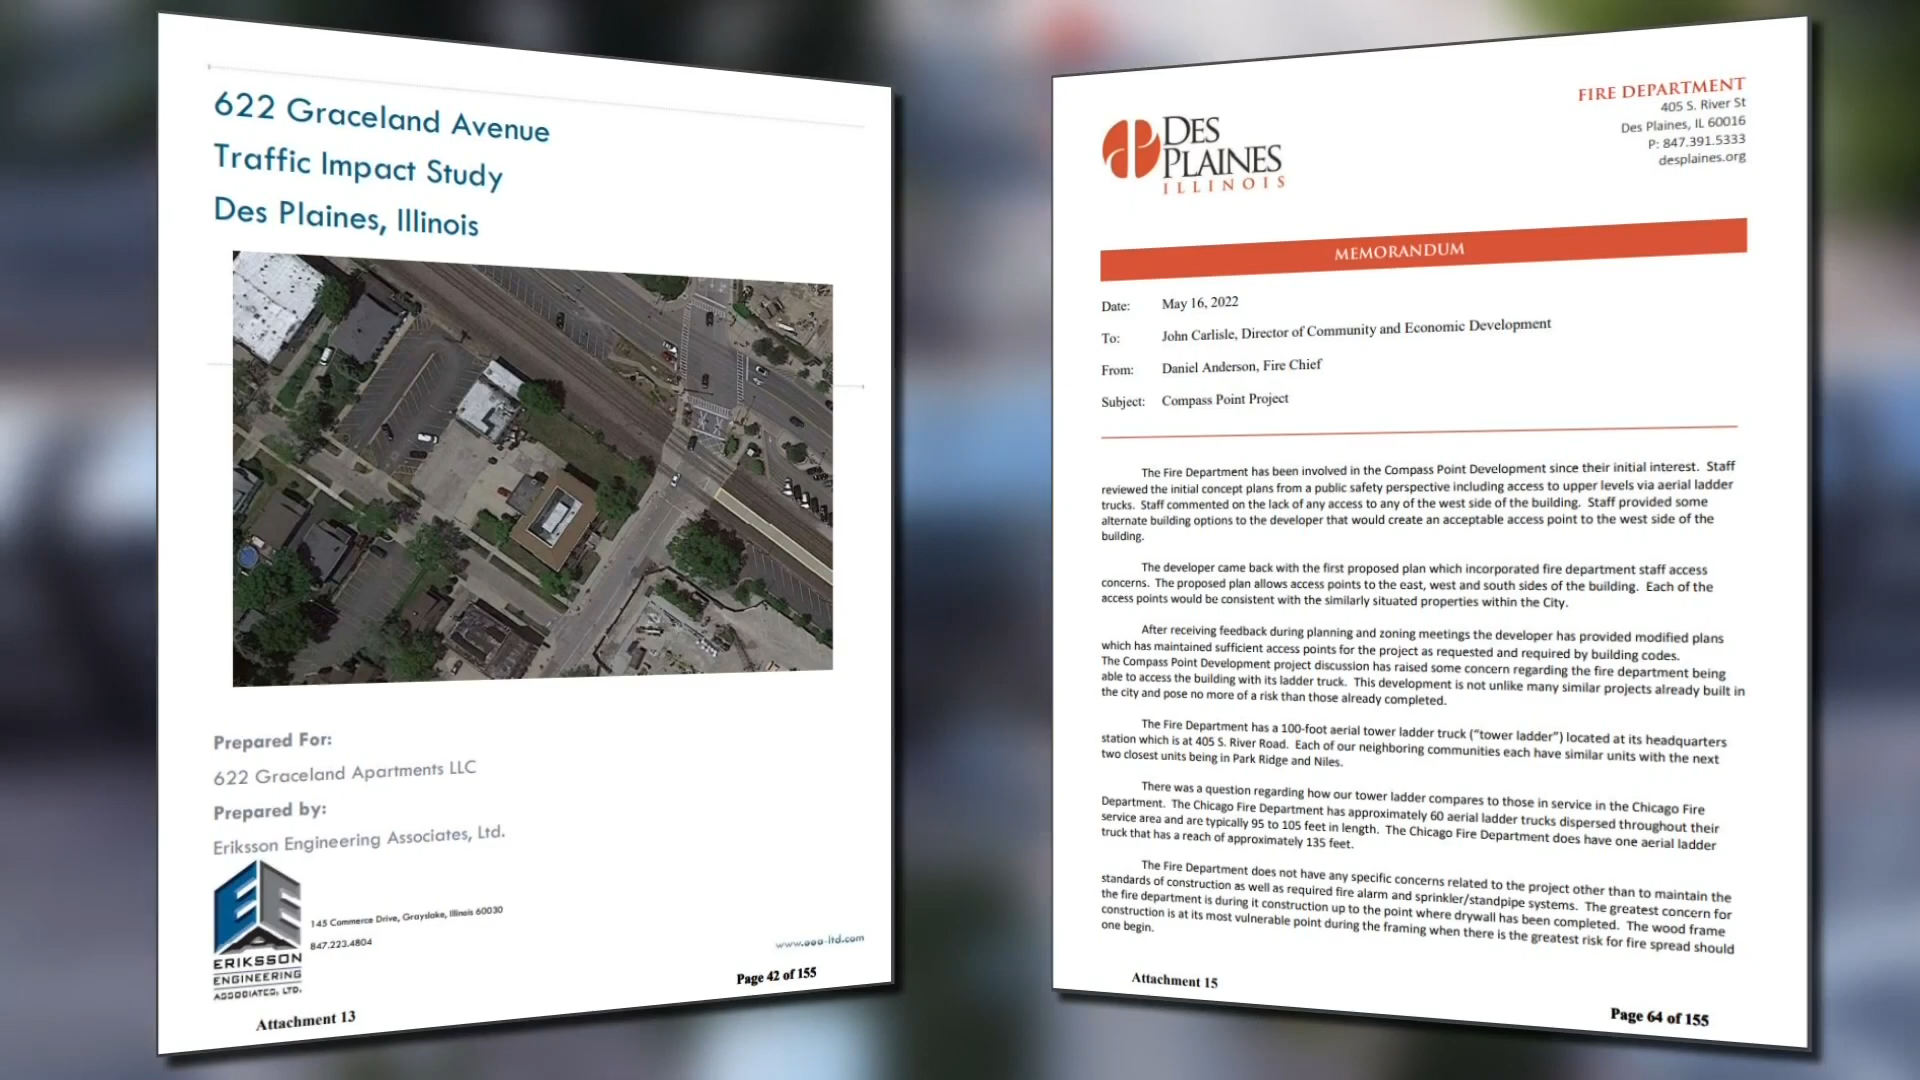 622 Graceland Avenue
Traffic Impact Study
Des Plaines, Illinois
Prepared For:
622 Graceland Apartments LLC
Prepared by:
Eriksson Engineering Associates, Ltd.
145 Commerce Drive, Grayslake, Illinois 60030
847.223.4804
ERIKSSON
ENGINEERING
ASSOCIATES, LTD.
www.eea-ltd.com
Page 42 of 155
Attachment 13
DES
PLAINES
ILLINOIS
FIRE DEPARTMENT
405 S. River St
Des Plaines, IL 60016
P: 847.391.5333
desplaines.org
MEMORANDUM
Date: May 16, 2022
To: John Carlisle, Director of Community and Economic Development
From: Daniel Anderson, Fire Chief
Subject: Compass Point Project
The Fire Department has been involved in the Compass Point Development since their initial interest. Staff
reviewed the initial concept plans from a public safety perspective including access to upper levels via aerial ladder
trucks. Staff commented on the lack of any access to any of the west side of the building. Staff provided some
alternate building options to the developer that would create an acceptable access point to the west side of the
building.
The developer came back with the first proposed plan which incorporated fire department staff access
concerns. The proposed plan allows access points to the east, west and south sides of the building. Each of the
access points would be consistent with the similarly situated properties within the City.
After receiving feedback during planning and zoning meetings the developer has provided modified plans
which has maintained sufficient access points for the project as requested and required by building codes.
The Compass Point Development project discussion has raised some concern regarding the fire department being
able to access the building with its ladder truck. This development is not unlike many similar projects already built in
the city and pose no more of a risk than those already completed.
The Fire Department has a 100-foot aerial tower ladder truck (“tower ladder”) located at its headquarters
station which is at 405 S. River Road. Each of our neighboring communities each have similar units with the next
two closest units being in Park Ridge and Niles.
There was a question regarding how our tower ladder compares to those in service in the Chicago Fire
Department. The Chicago Fire Department has approximately 60 aerial ladder trucks dispersed throughout their
service area and are typically 95 to 105 feet in length. The Chicago Fire Department does have one aerial ladder
truck that has a reach of approximately 135 feet.
The Fire Department does not have any specific concerns related to the project other than to maintain the
standards of construction as well as required fire alarm and sprinkler/standpipe systems. The greatest concern for
the fire department is during it construction up to the point where drywall has been completed. The wood frame
construction is at its most vulnerable point during the framing when there is the greatest risk for fire spread should
one begin.
Attachment 15
Page 64 of 155